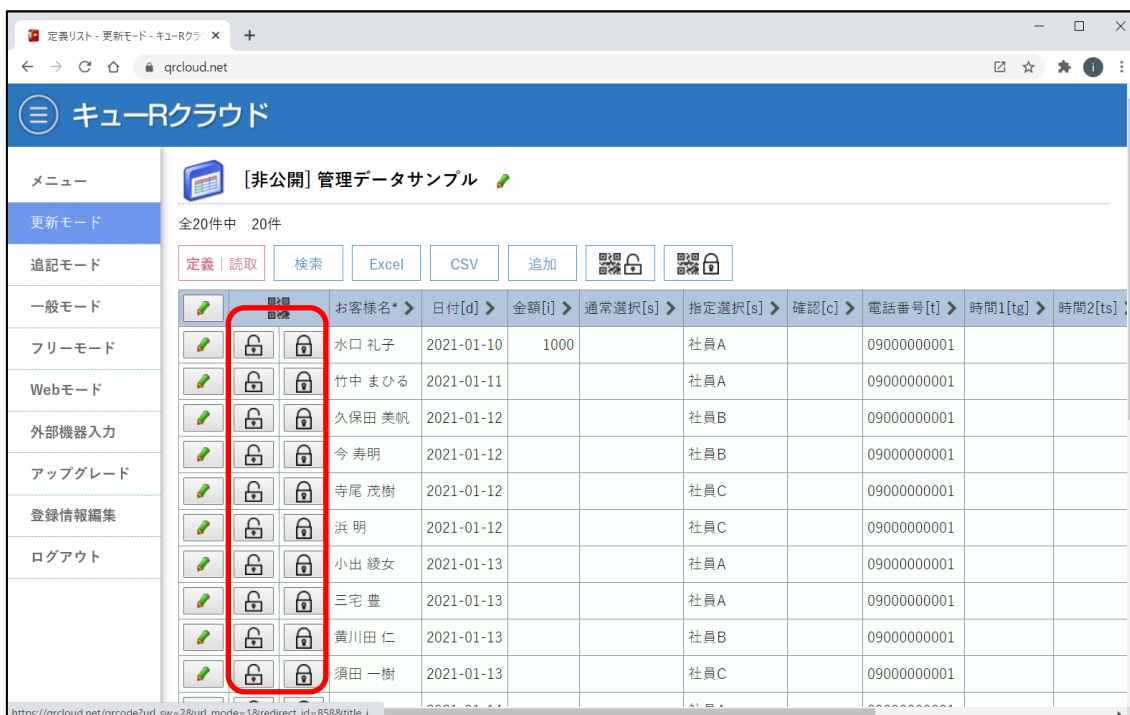 定義リスト - 更新モード - キューRクラ
qrcloud.net
i
キューRクラウド
メニュー
更新モード
追記モード
一般モード
フリーモード
Webモード
外部機器入力
アップグレード
登録情報編集
ログアウト
[非公開] 管理データサンプル
全20件中 20件
定義|読取 検索 Excel CSV 追加
お客様名* 日付[d] 金額[i] 通常選択[s] 指定選択[s] 確認[c] 電話番号[t] 時間1[tg] 時間2[ts]
水口 礼子 2021-01-10 1000 社員A 09000000001
竹中 まひる 2021-01-11 社員A 09000000001
久保田 美帆 2021-01-12 社員B 09000000001
今 寿明 2021-01-12 社員B 09000000001
寺尾 茂樹 2021-01-12 社員C 09000000001
浜 明 2021-01-12 社員C 09000000001
小出 綾女 2021-01-13 社員A 09000000001
三宅 豊 2021-01-13 社員A 09000000001
黄川田 仁 2021-01-13 社員B 09000000001
須田 一樹 2021-01-13 社員C 09000000001
https://qrcloud.net/qrcode?url_sw=2&url_mode=1&redirect_id=858&title_i